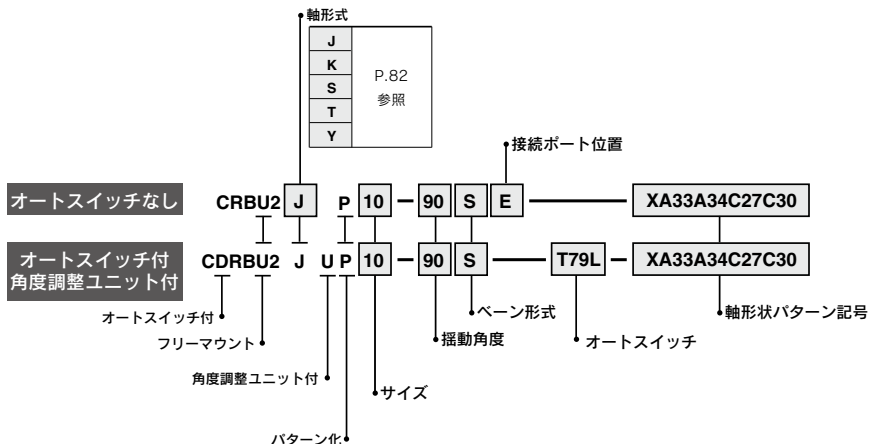 軸形式
J
K
S
T
Y
P.82
参照
接続ポート位置
オートスイッチなし
CRBU2 J P 10 — 90 S E — XA33A34C27C30
オートスイッチ付
角度調整ユニット付
CDRBU2 J U P 10 — 90 S — T79L — XA33A34C27C30
オートスイッチ付
フリーマウント
角度調整ユニット付
パターン化
サイズ
揺動角度
ベーン形式
オートスイッチ
軸形状パターン記号